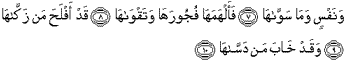 وَنَفْسٍ وَمَا سَوَّىٰهَا ۝٧ فَأَلْهَمَهَا فُجُورَهَا وَتَقْوَىٰهَا ۝٨ قَدْ أَفْلَحَ مَن زَكَّىٰهَا
۝٩ وَقَدْ خَابَ مَن دَسَّىٰهَا ۝١٠